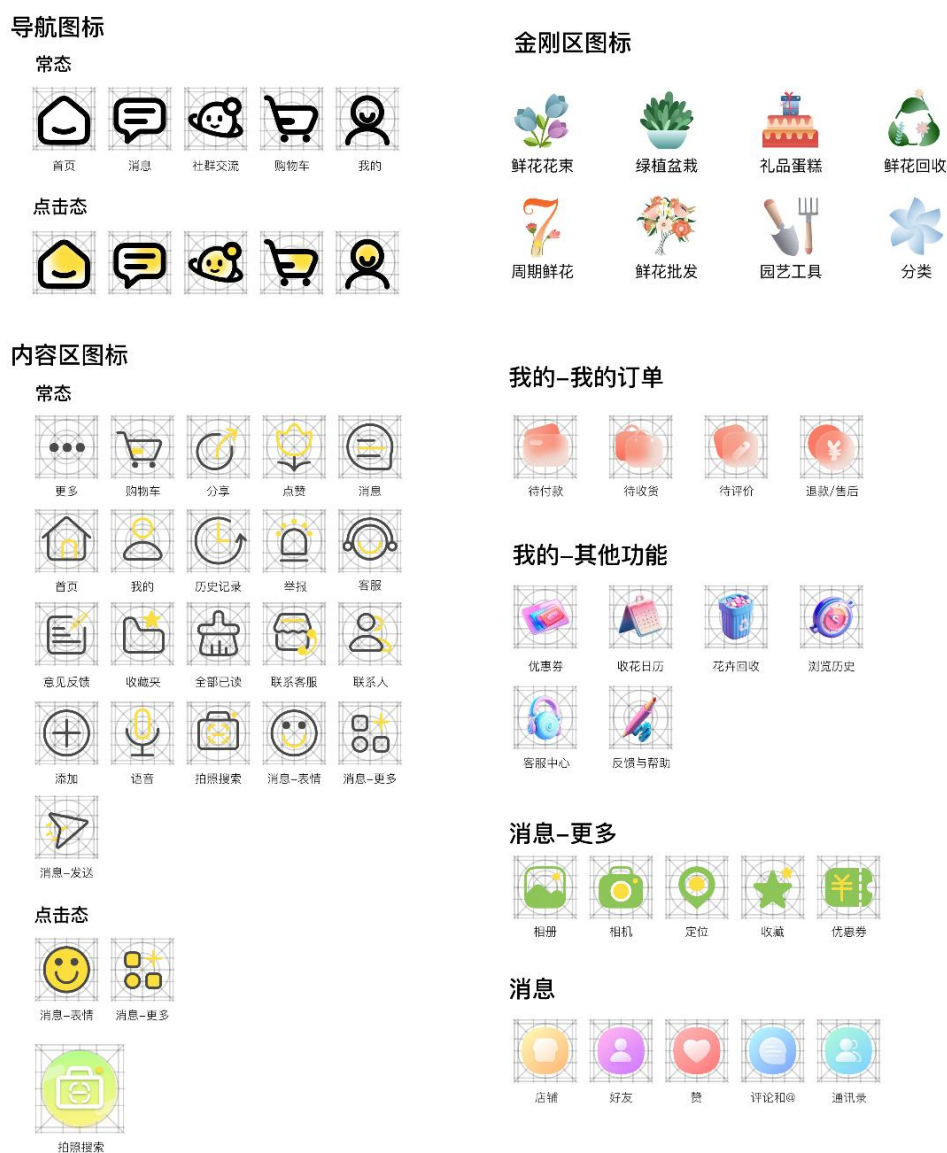 导航图标
常态
首页 消息 社群交流 购物车 我的
点击态
内容区图标
常态
更多 购物车 分享 点赞 消息
首页 我的 历史记录 举报 客服
意见反馈 收藏夹 全部已读 联系客服 联系人
添加 语音 拍照搜索 消息-表情 消息-更多
消息-发送
点击态
消息-表情 消息-更多
拍照搜索
金刚区图标
鲜花花束 绿植盆栽 礼品蛋糕 鲜花回收
7
周期鲜花 鲜花批发 园艺工具 分类
我的-我的订单
¥
待付款 待收货 待评价 退款/售后
我的-其他功能
优惠券 收花日历 花卉回收 浏览历史
客服中心 反馈与帮助
消息-更多
¥
相册 相机 定位 收藏 优惠券
消息
店铺 好友 赞 评论和@ 通讯录